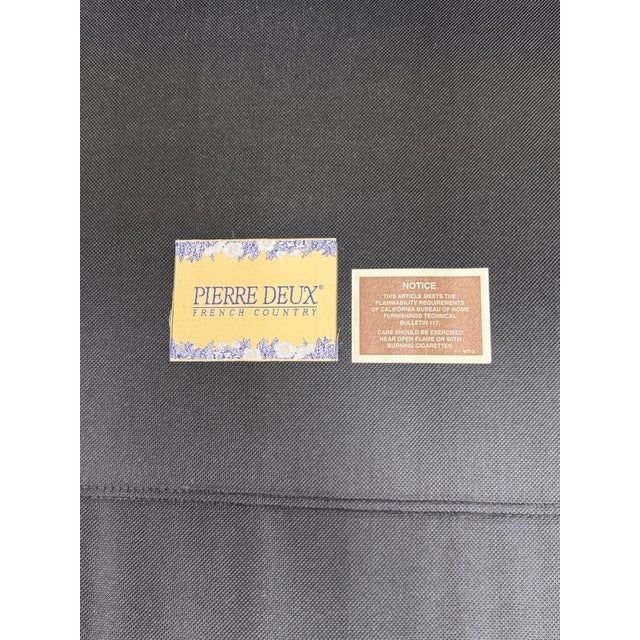 PIERRE DEUX®
FRENCH COUNTRY
NOTICE
THIS ARTICLE MEETS THE
FLAMMABILITY REQUIREMENTS
OF CALIFORNIA BUREAU OF HOME
FURNISHINGS TECHNICAL
BULLETIN 117.
CARE SHOULD BE EXERCISED
NEAR OPEN FLAME OR WITH
BURNING CIGARETTES.